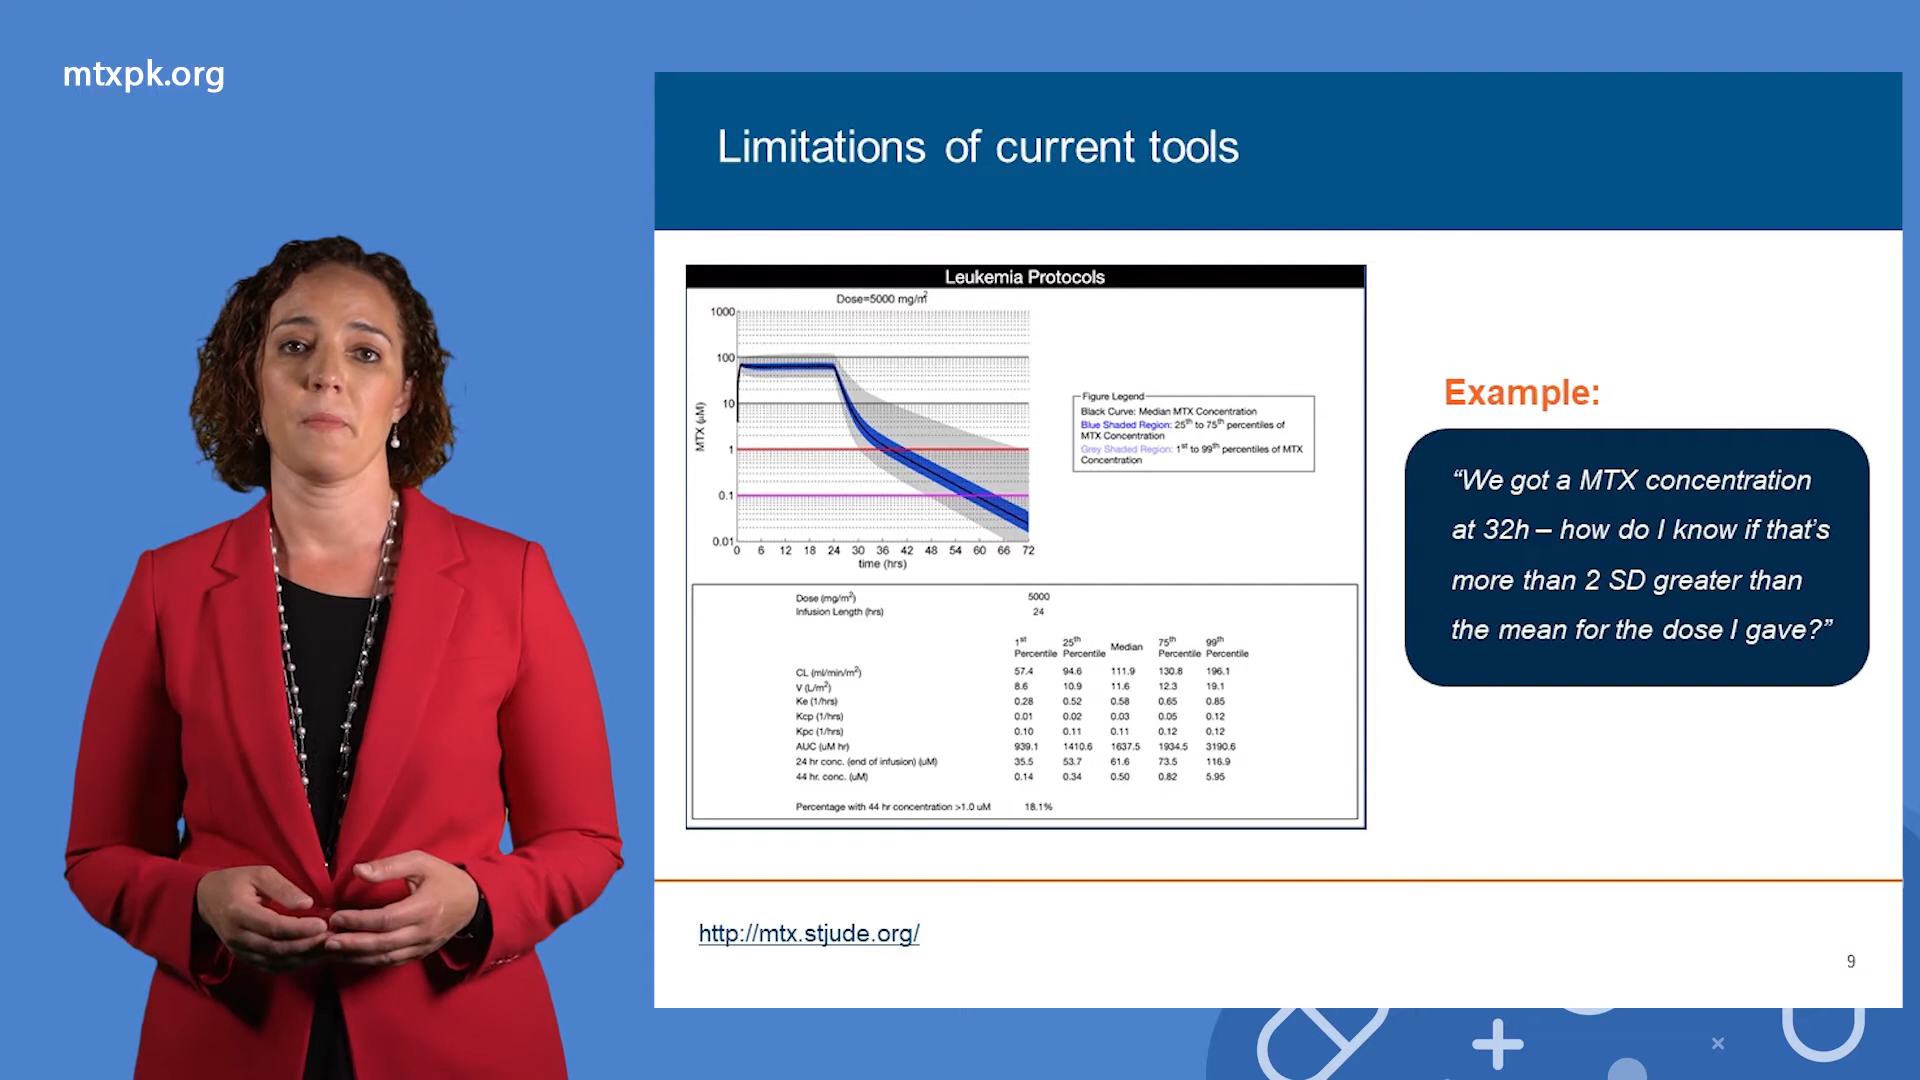 mtxpk.org
Limitations of current tools
Leukemia Protocols
Dose=5000 mg/m²
1000
100
10
1
0.1
0.01
MTX (µM)
0 6 12 18 24 30 36 42 48 54 60 66 72
time (hrs)
Figure Legend
Black Curve: Median MTX Concentration
Blue Shaded Region: 25th to 75th percentiles of
MTX Concentration
Grey Shaded Region: 1st to 99th percentiles of MTX
Concentration
Dose (mg/m²) 5000
Infusion Length (hrs) 24
1st 25th Median 75th 99th
Percentile Percentile Percentile Percentile
CL (ml/min/m²) 57.4 94.6 111.9 130.8 196.1
V (L/m²) 8.6 10.9 11.6 12.3 19.1
Ke (1/hrs) 0.28 0.52 0.58 0.65 0.85
Kcp (1/hrs) 0.01 0.02 0.03 0.05 0.12
Kpc (1/hrs) 0.10 0.11 0.11 0.12 0.12
AUC (uM hr) 939.1 1410.6 1637.5 1934.5 3190.6
24 hr conc. (end of infusion) (uM) 35.5 53.7 61.6 73.5 116.9
44 hr. conc. (uM) 0.14 0.34 0.50 0.82 5.95
Percentage with 44 hr concentration >1.0 uM 18.1%
Example:
“We got a MTX concentration
at 32h – how do I know if that’s
more than 2 SD greater than
the mean for the dose I gave?”
http://mtx.stjude.org/
9